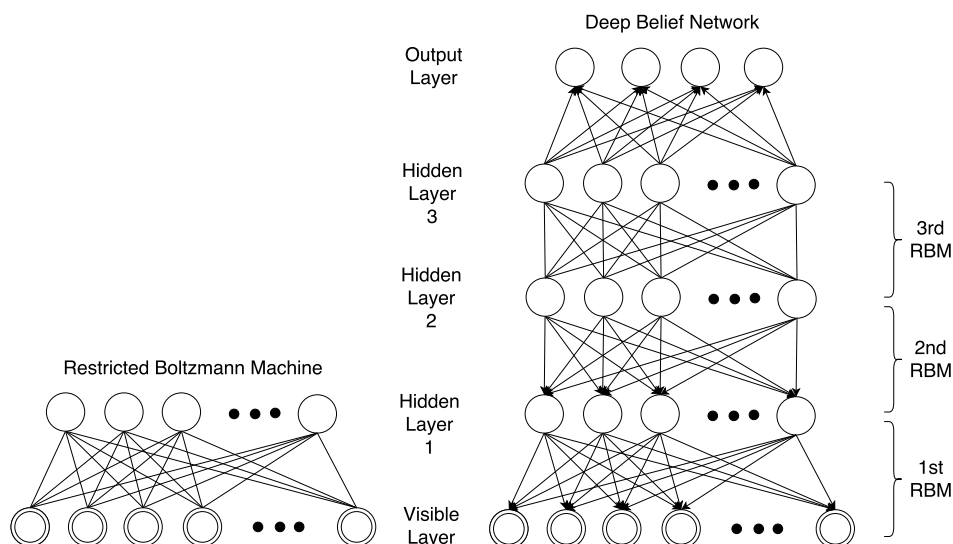 Deep Belief Network
Output
Layer
Hidden
Layer
3
3rd
RBM
Hidden
Layer
2
2nd
RBM
Restricted Boltzmann Machine
Hidden
Layer
1
1st
RBM
Visible
Layer